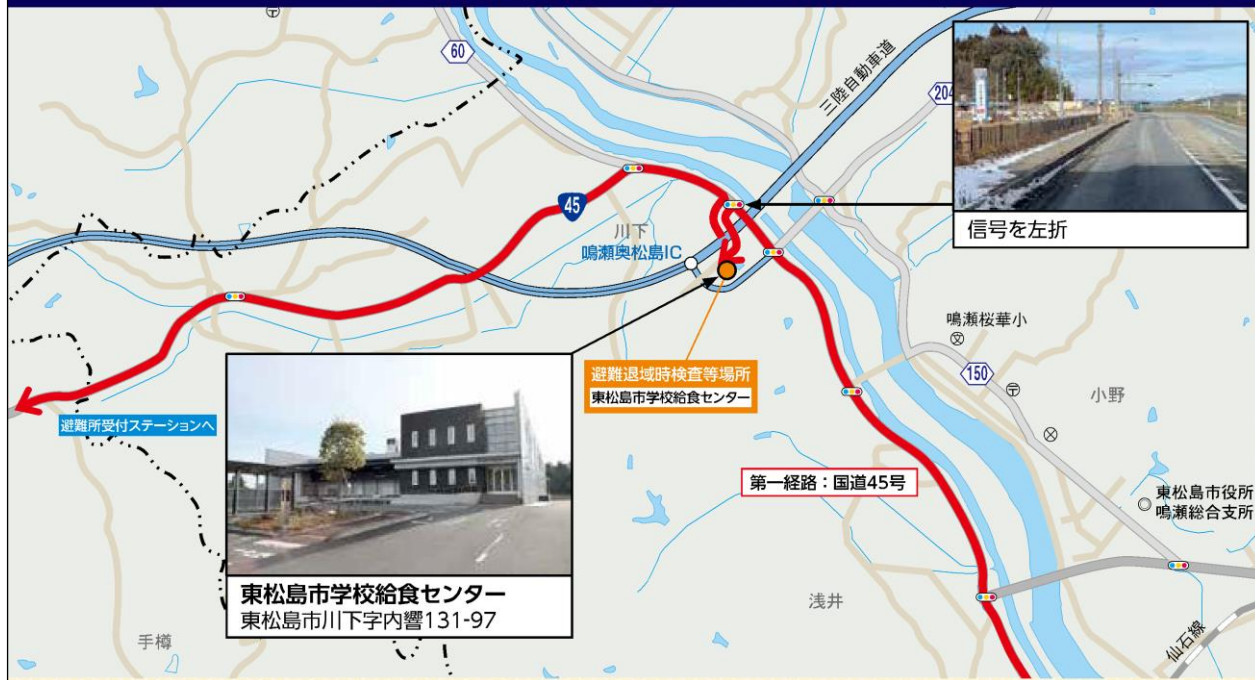 60
三陸自動車道
204
信号を左折
45
川下
鳴瀬奥松島IC
鳴瀬桜華小
文
150
小野
避難退域時検査等場所
東松島市学校給食センター
避難所受付ステーションへ
第一経路：国道45号
東松島市役所
鳴瀬総合支所
東松島市学校給食センター
東松島市川下字内響131-97
浅井
手樽
仙石線